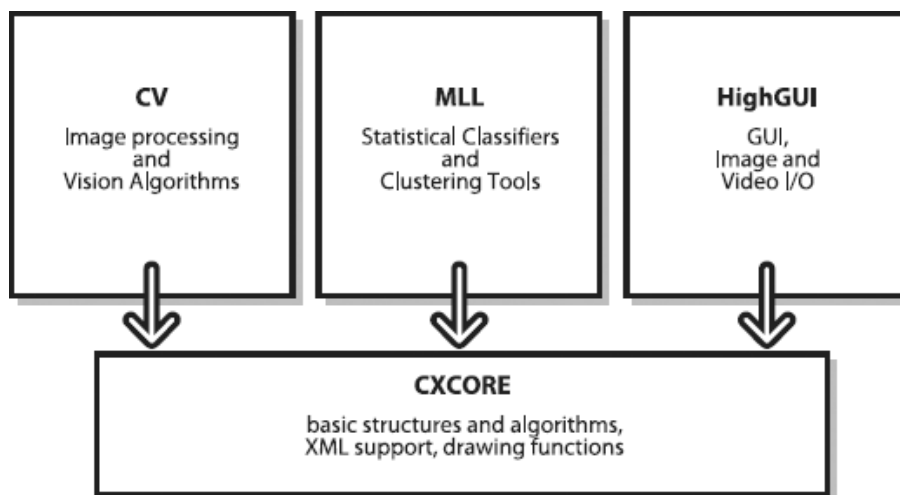 CV
Image processing
and
Vision Algorithms
MLL
Statistical Classifiers
and
Clustering Tools
HighGUI
GUI,
Image and
Video I/O
CXCORE
basic structures and algorithms,
XML support, drawing functions